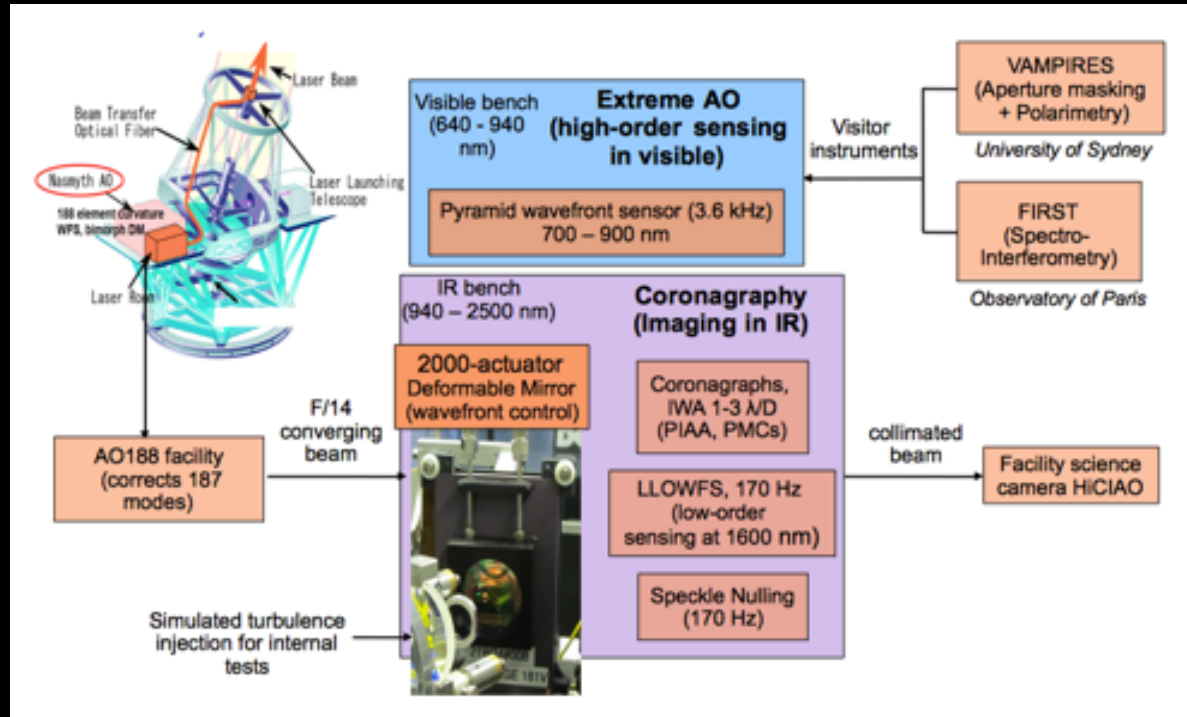 Laser Beam
Beam Transfer
Optical Fiber
Laser Launching
Telescope
Nasmyth AO
188 element curvature
WFS, bimorph DM
Laser Room
AO188 facility
(corrects 187
modes)
F/14
converging
beam
Simulated turbulence
injection for internal
tests
Visible bench
(640 - 940
nm)
Extreme AO
(high-order sensing
in visible)
Pyramid wavefront sensor (3.6 kHz)
700 – 900 nm
IR bench
(940 – 2500 nm)
Coronagraphy
(Imaging in IR)
2000-actuator
Deformable Mirror
(wavefront control)
Coronagraphs,
IWA 1-3 λ/D
(PIAA, PMCs)
LLOWFS, 170 Hz
(low-order
sensing at 1600 nm)
Speckle Nulling
(170 Hz)
Visitor
instruments
VAMPIRES
(Aperture masking
+ Polarimetry)
University of Sydney
FIRST
(Spectro-
Interferometry)
Observatory of Paris
collimated
beam
Facility science
camera HiCIAO